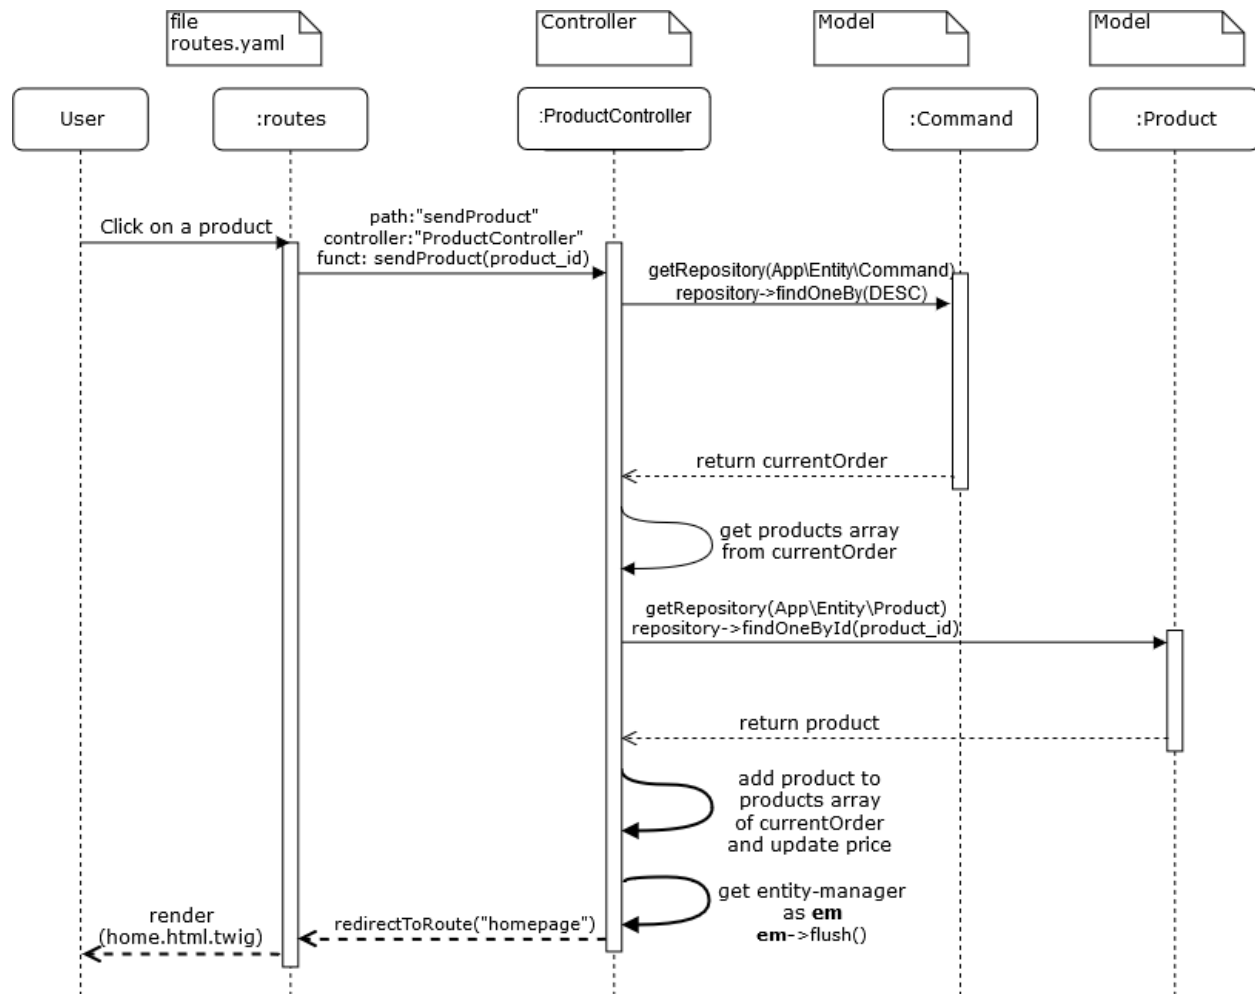 file
routes.yaml
Controller
Model
Model
User
:routes
:ProductController
:Command
:Product
Click on a product
path:"sendProduct"
controller:"ProductController"
funct: sendProduct(product_id)
getRepository(App\Entity\Command)
repository->findOneBy(DESC)
return currentOrder
get products array
from currentOrder
getRepository(App\Entity\Product)
repository->findOneById(product_id)
return product
add product to
products array
of currentOrder
and update price
get entity-manager
as em
em->flush()
redirectToRoute("homepage")
render
(home.html.twig)